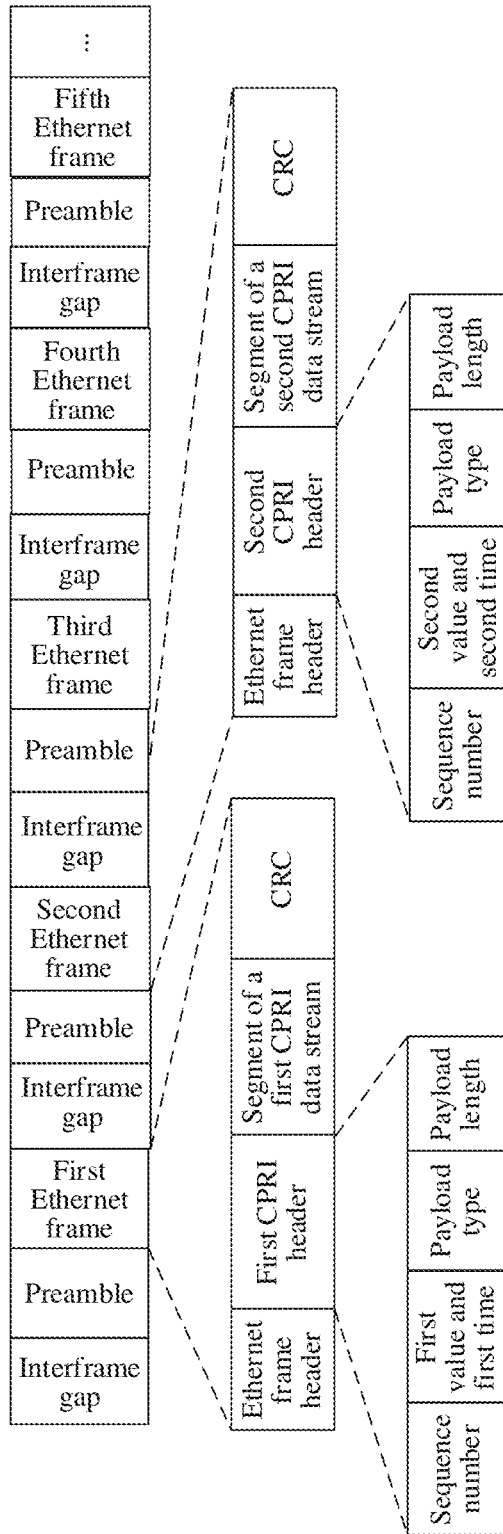 Interframe
gap
Preamble
First
Ethernet
frame
Interframe
gap
Preamble
Second
Ethernet
frame
Interframe
gap
Preamble
Third
Ethernet
frame
Interframe
gap
Preamble
Fourth
Ethernet
frame
Interframe
gap
Preamble
Fifth
Ethernet
frame
...
Ethernet
frame
header
First CPRI
header
Segment of a
first CPRI
data stream
CRC
Ethernet
frame
header
Second
CPRI
header
Segment of a
second CPRI
data stream
CRC
Sequence
number
First
value and
first time
Payload
type
Payload
length
Sequence
number
Second
value and
second time
Payload
type
Payload
length